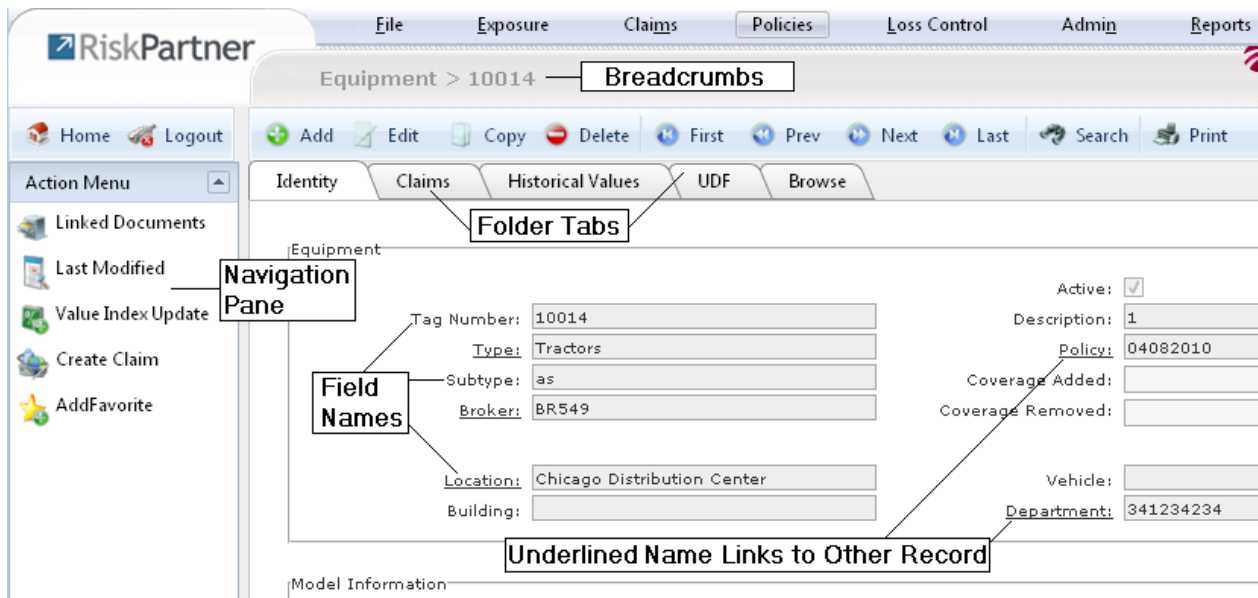 RiskPartner
File Exposure Claims Policies Loss Control Admin Reports
Equipment > 10014 Breadcrumbs
Home Logout Add Edit Copy Delete First Prev Next Last Search Print
Action Menu
Linked Documents
Last Modified
Value Index Update
Create Claim
AddFavorite
Navigation
Pane
Identity Claims Historical Values UDF Browse
Folder Tabs
Equipment
Active:
Tag Number: 10014 Description: 1
Type: Tractors Policy: 04082010
Subtype: as Coverage Added:
Broker: BR549 Coverage Removed:
Field
Names
Location: Chicago Distribution Center Vehicle:
Building: Department: 341234234
Underlined Name Links to Other Record
Model Information